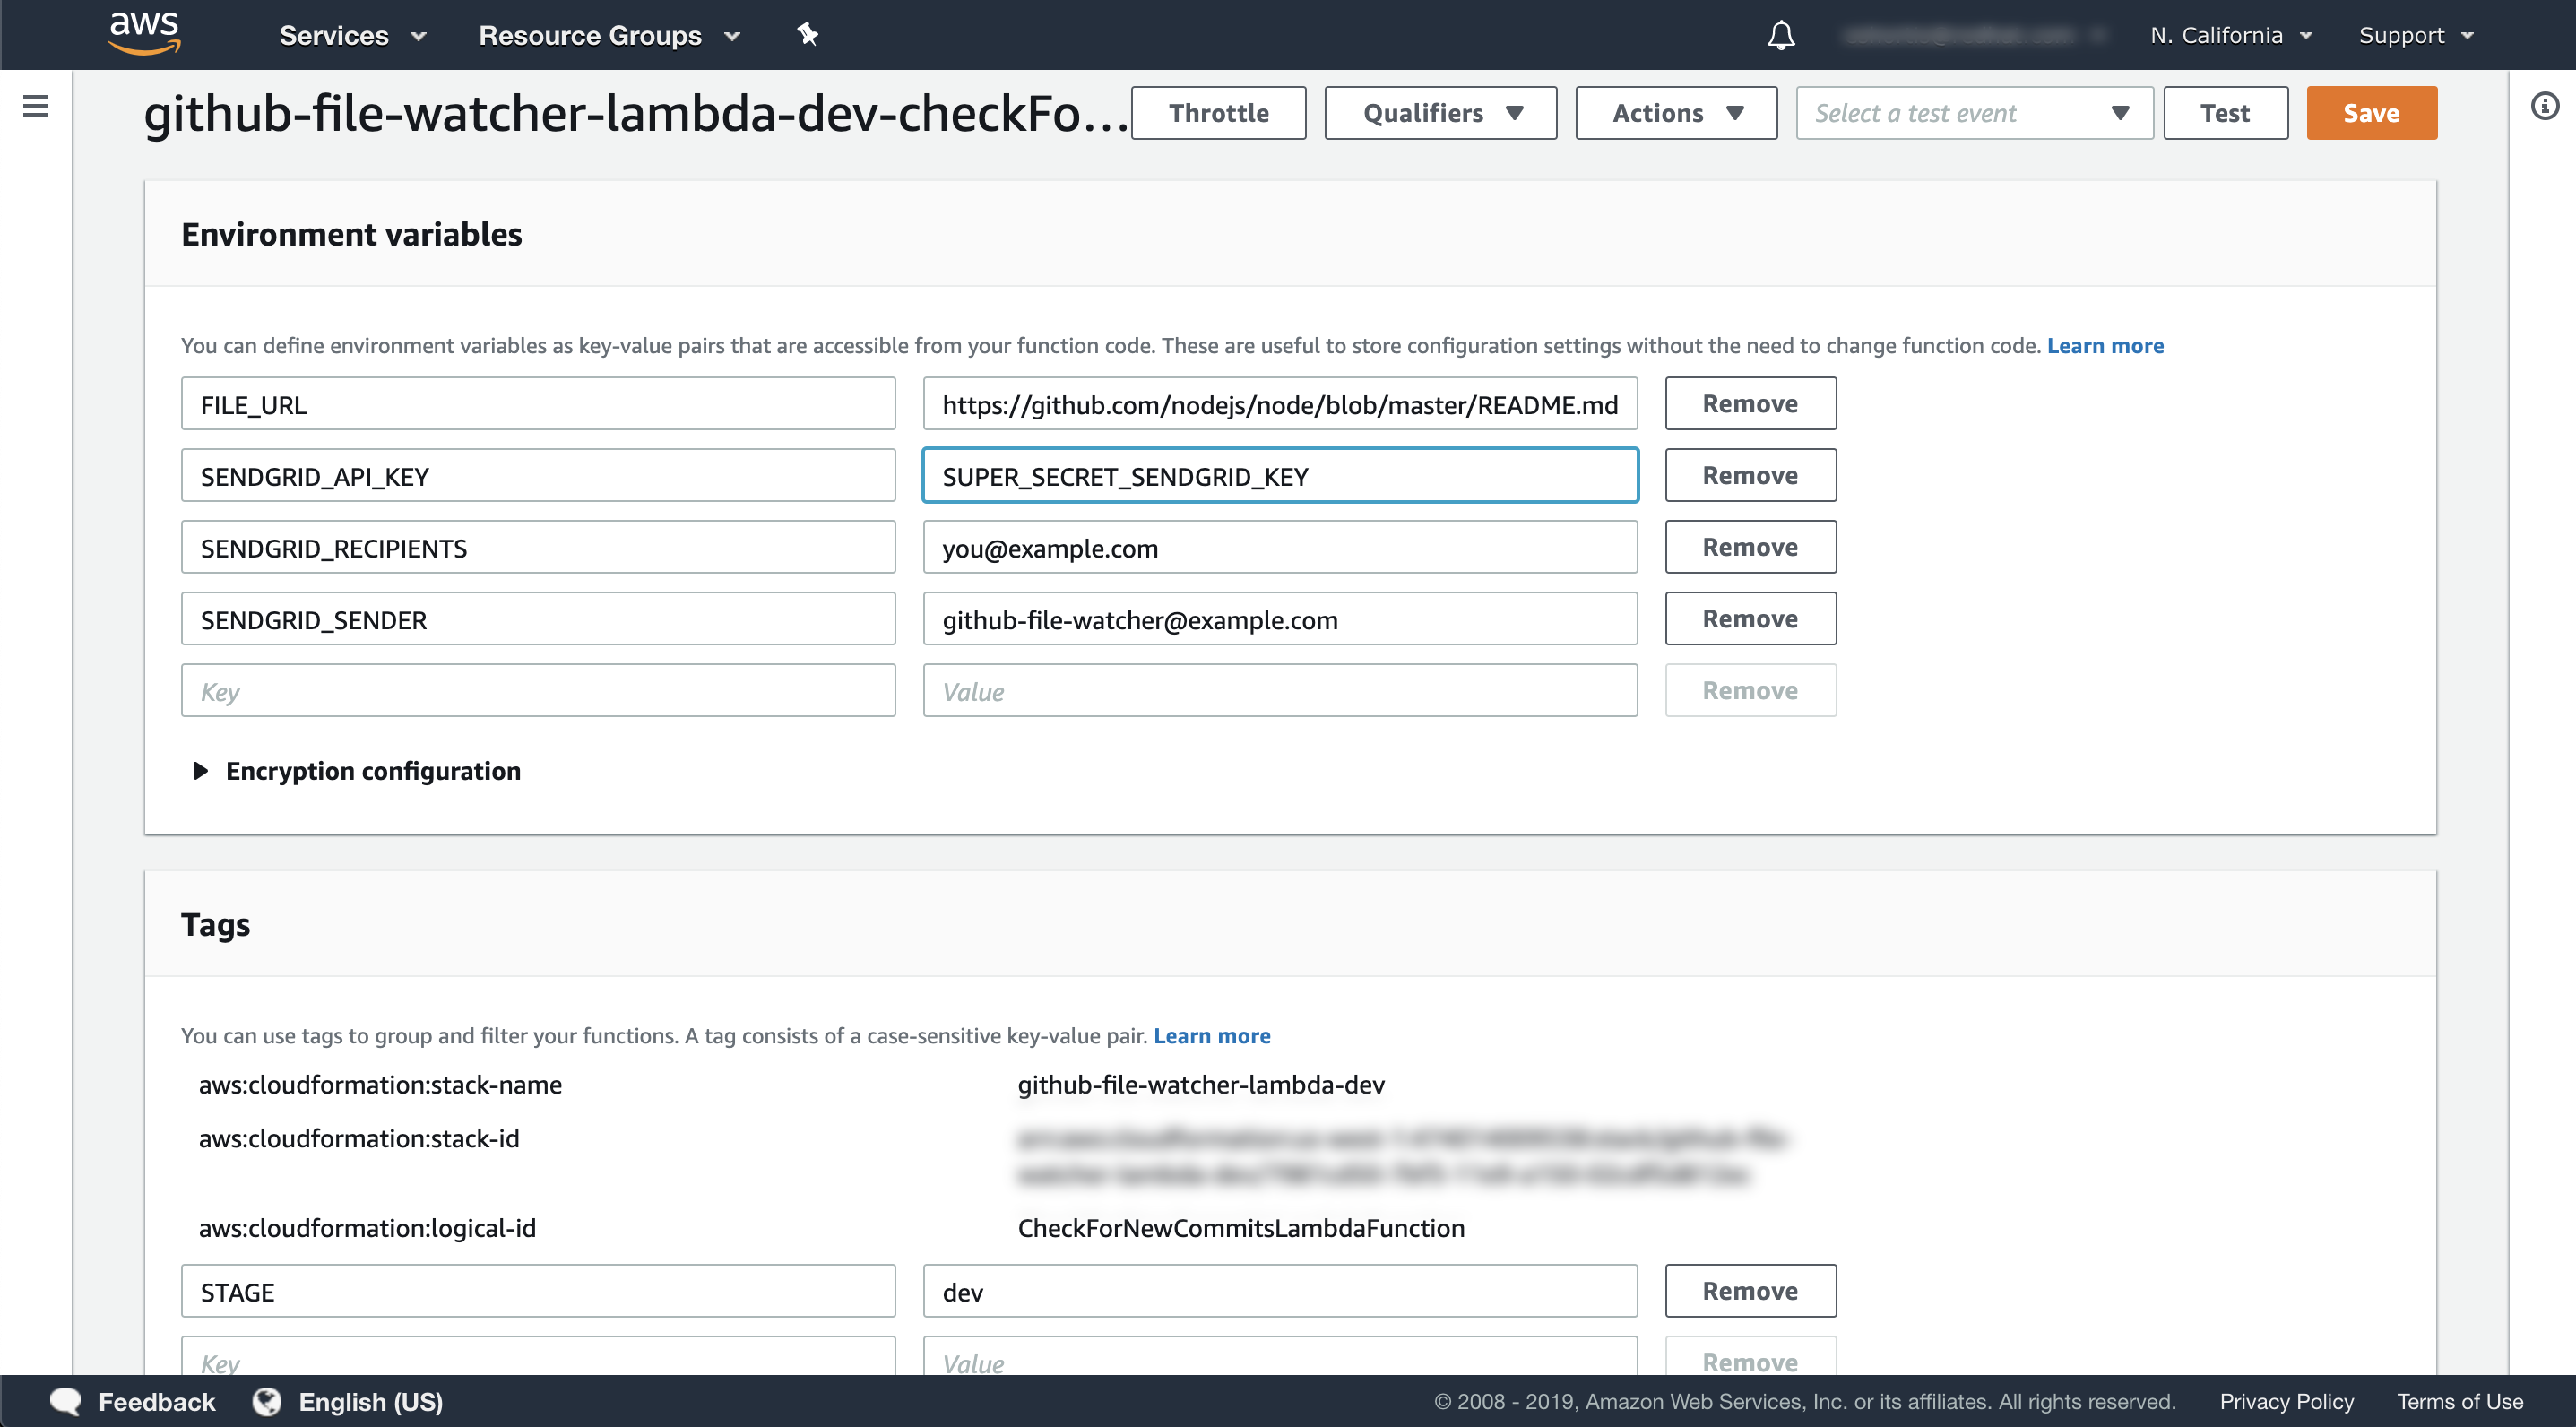 aws Services Resource Groups N. California Support
github-file-watcher-lambda-dev-checkFo... Throttle Qualifiers Actions Select a test event Test Save
Environment variables
You can define environment variables as key-value pairs that are accessible from your function code. These are useful to store configuration settings without the need to change function code. Learn more
FILE_URL https://github.com/nodejs/node/blob/master/README.md Remove
SENDGRID_API_KEY SUPER_SECRET_SENDGRID_KEY Remove
SENDGRID_RECIPIENTS you@example.com Remove
SENDGRID_SENDER github-file-watcher@example.com Remove
Key Value Remove
Encryption configuration
Tags
You can use tags to group and filter your functions. A tag consists of a case-sensitive key-value pair. Learn more
aws:cloudformation:stack-name github-file-watcher-lambda-dev
aws:cloudformation:stack-id
aws:cloudformation:logical-id CheckForNewCommitsLambdaFunction
STAGE dev Remove
Key Value Remove
Feedback English (US) © 2008 - 2019, Amazon Web Services, Inc. or its affiliates. All rights reserved. Privacy Policy Terms of Use